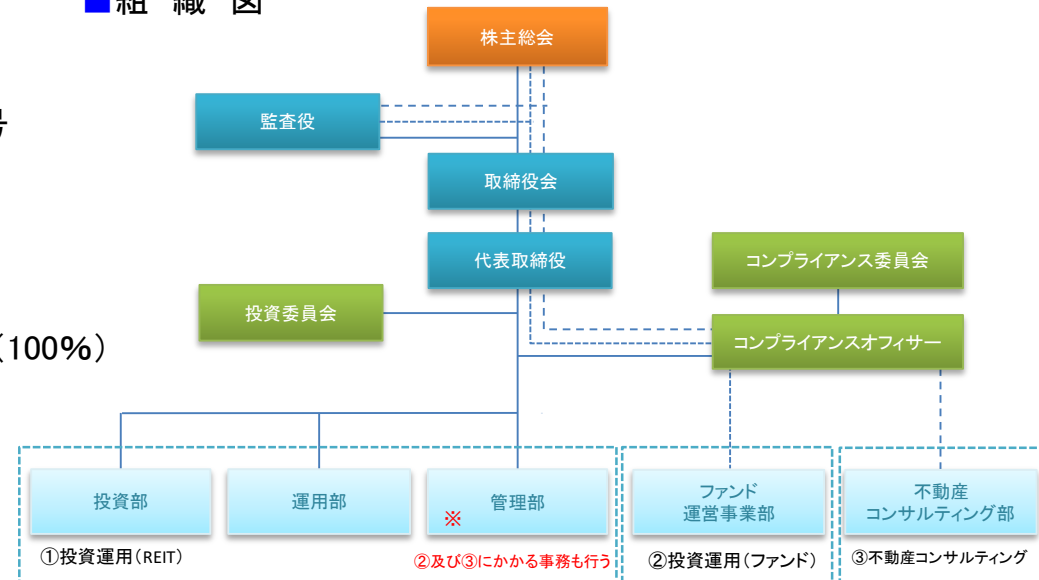 ■組 織 図
株主総会
号
監査役
取締役会
代表取締役
コンプライアンス委員会
投資委員会
コンプライアンスオフィサー
(100%)
投資部
運用部
※
管理部
ファンド
運営事業部
不動産
コンサルティング部
①投資運用(REIT)
②及び③にかかる事務も行う
②投資運用(ファンド)
③不動産コンサルティング